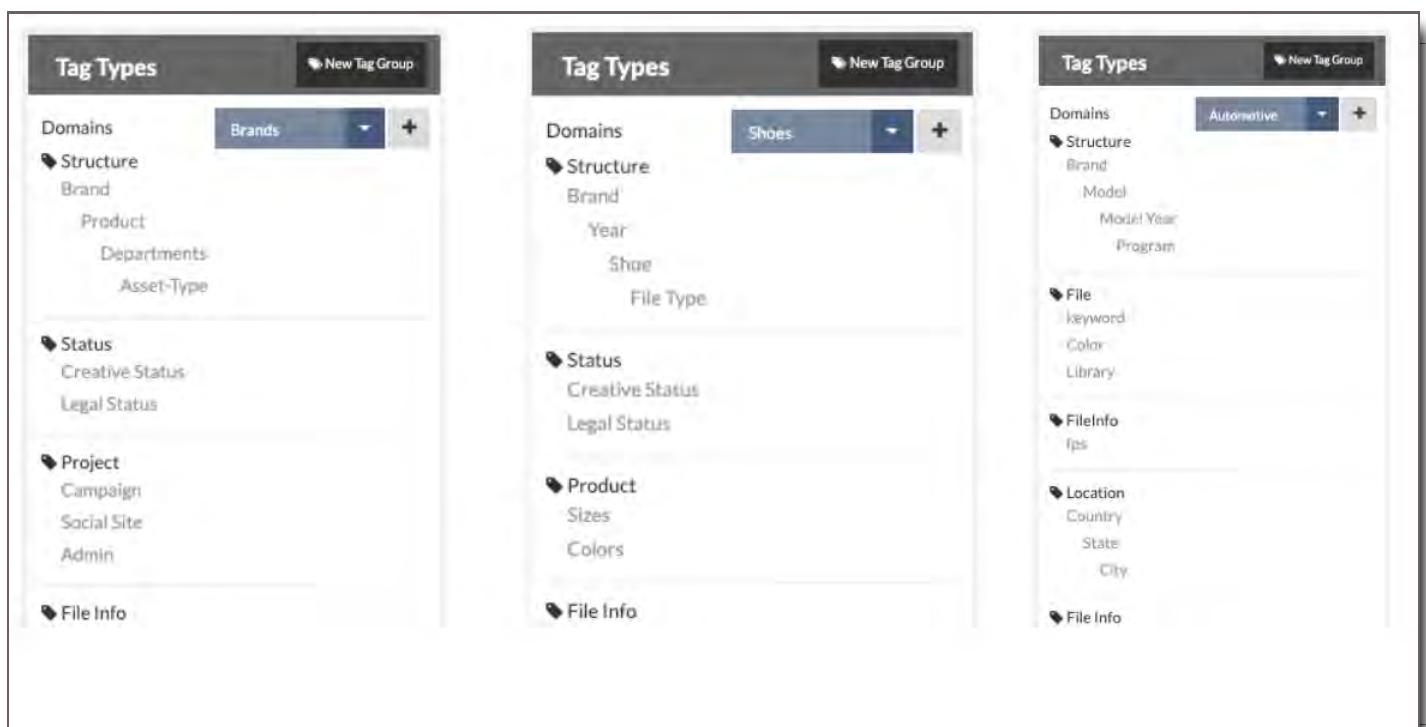 Tag Types
New Tag Group
Domains
Brands
Structure
Brand
Product
Departments
Asset-Type
Status
Creative Status
Legal Status
Project
Campaign
Social Site
Admin
File Info
Tag Types
New Tag Group
Domains
Shoes
Structure
Brand
Year
Shoe
File Type
Status
Creative Status
Legal Status
Product
Sizes
Colors
File Info
Tag Types
New Tag Group
Domains
Automotive
Structure
Brand
Model
Model Year
Program
File
keyword
Color
Library
FileInfo
fps
Location
Country
State
City
File Info